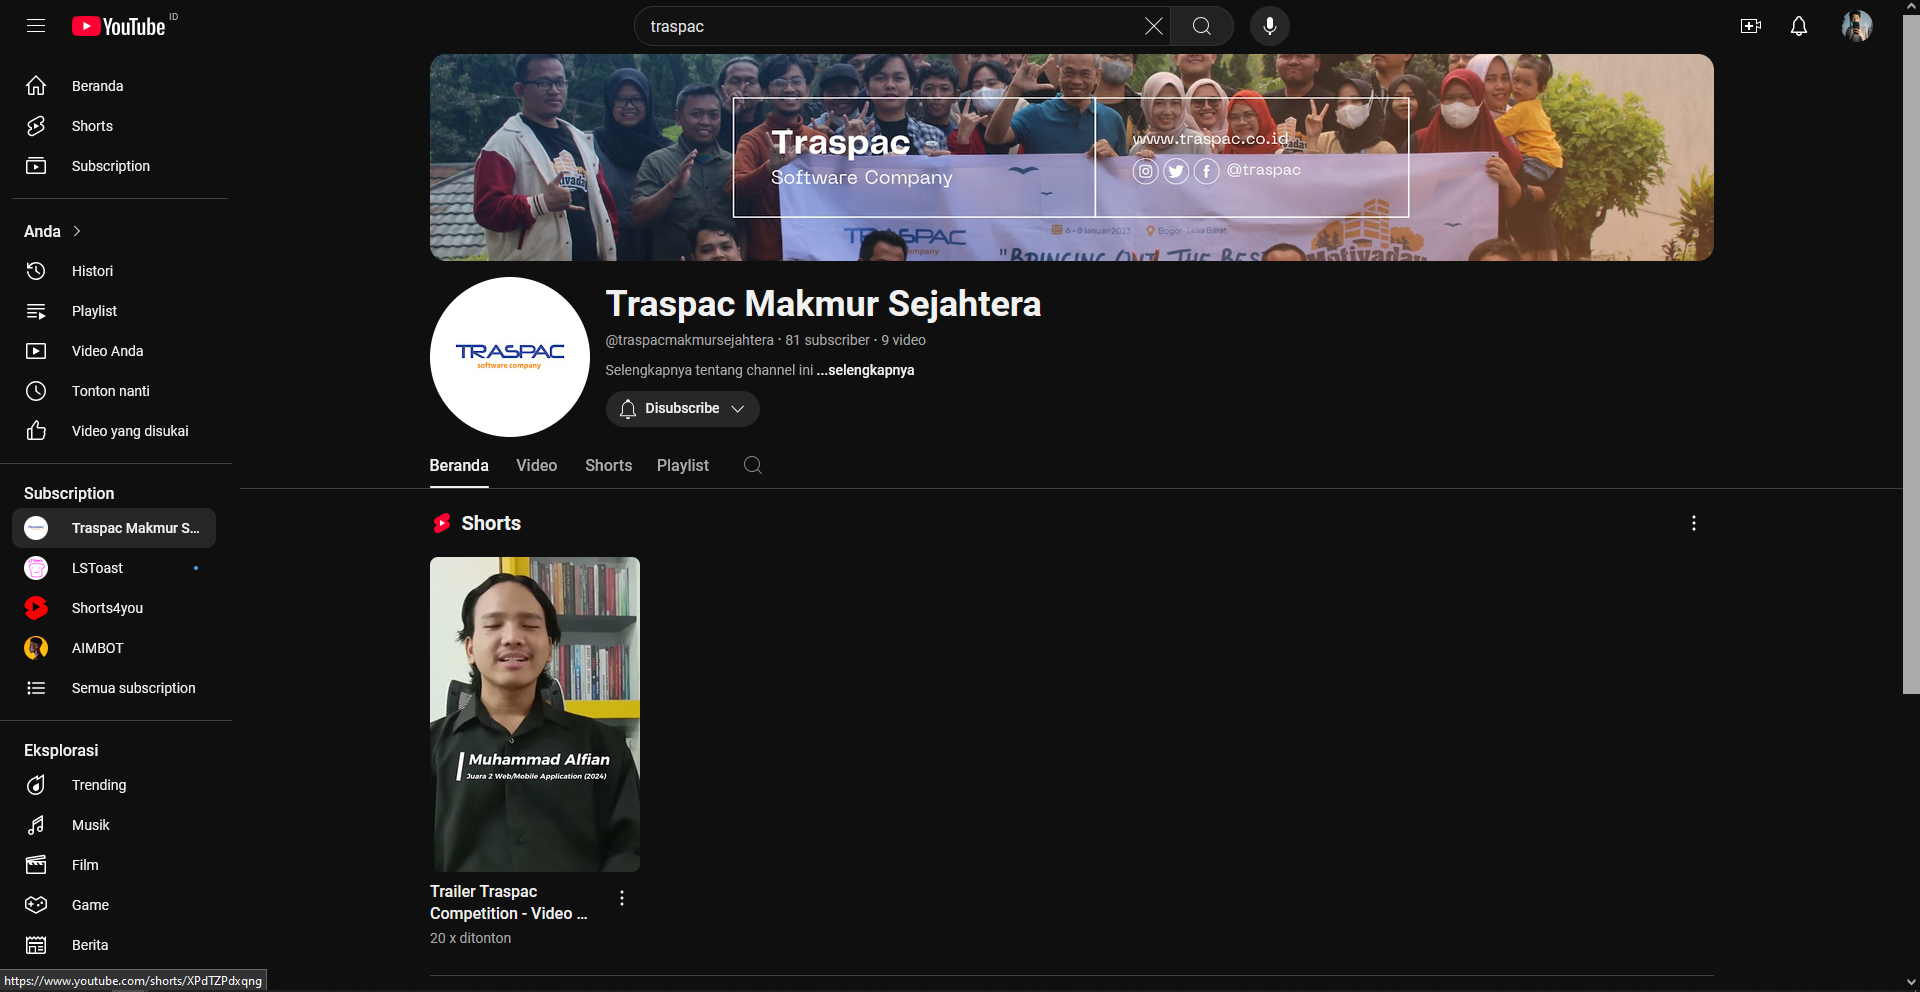 YouTube ID
traspac
Beranda
Shorts
Subscription
Anda
Histori
Playlist
Video Anda
Tonton nanti
Video yang disukai
Subscription
Traspac Makmur S...
LSToast
Shorts4you
AIMBOT
Semua subscription
Eksplorasi
Trending
Musik
Film
Game
Berita
https://www.youtube.com/shorts/XPdTZPdxqng
Traspac
Software Company
www.traspac.co.id
@traspac
TRASPAC
company
6 - 8 Januari 2023
Bogor - Jawa Barat
"BRINGING OUT THE BES
Motivaday
TRASPAC
software company
Traspac Makmur Sejahtera
@traspacmakmursejahtera • 81 subscriber • 9 video
Selengkapnya tentang channel ini ...selengkapnya
Disubscribe
Beranda Video Shorts Playlist
Shorts
Muhammad Alfian
Juara 2 Web/Mobile Application (2024)
Trailer Traspac
Competition - Video ...
20 x ditonton